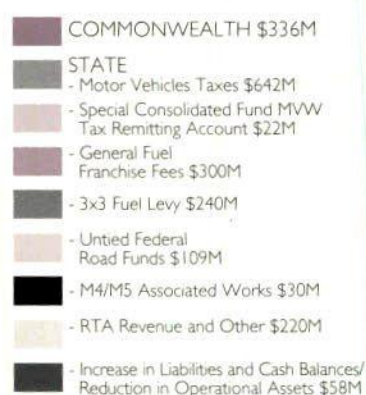 COMMONWEALTH $336M
STATE
- Motor Vehicles Taxes $642M
- Special Consolidated Fund MVW
Tax Remitting Account $22M
- General Fuel
Franchise Fees $300M
- 3x3 Fuel Levy $240M
- Untied Federal
Road Funds $109M
- M4/M5 Associated Works $30M
- RTA Revenue and Other $220M
- Increase in Liabilities and Cash Balances/
Reduction in Operational Assets $58M